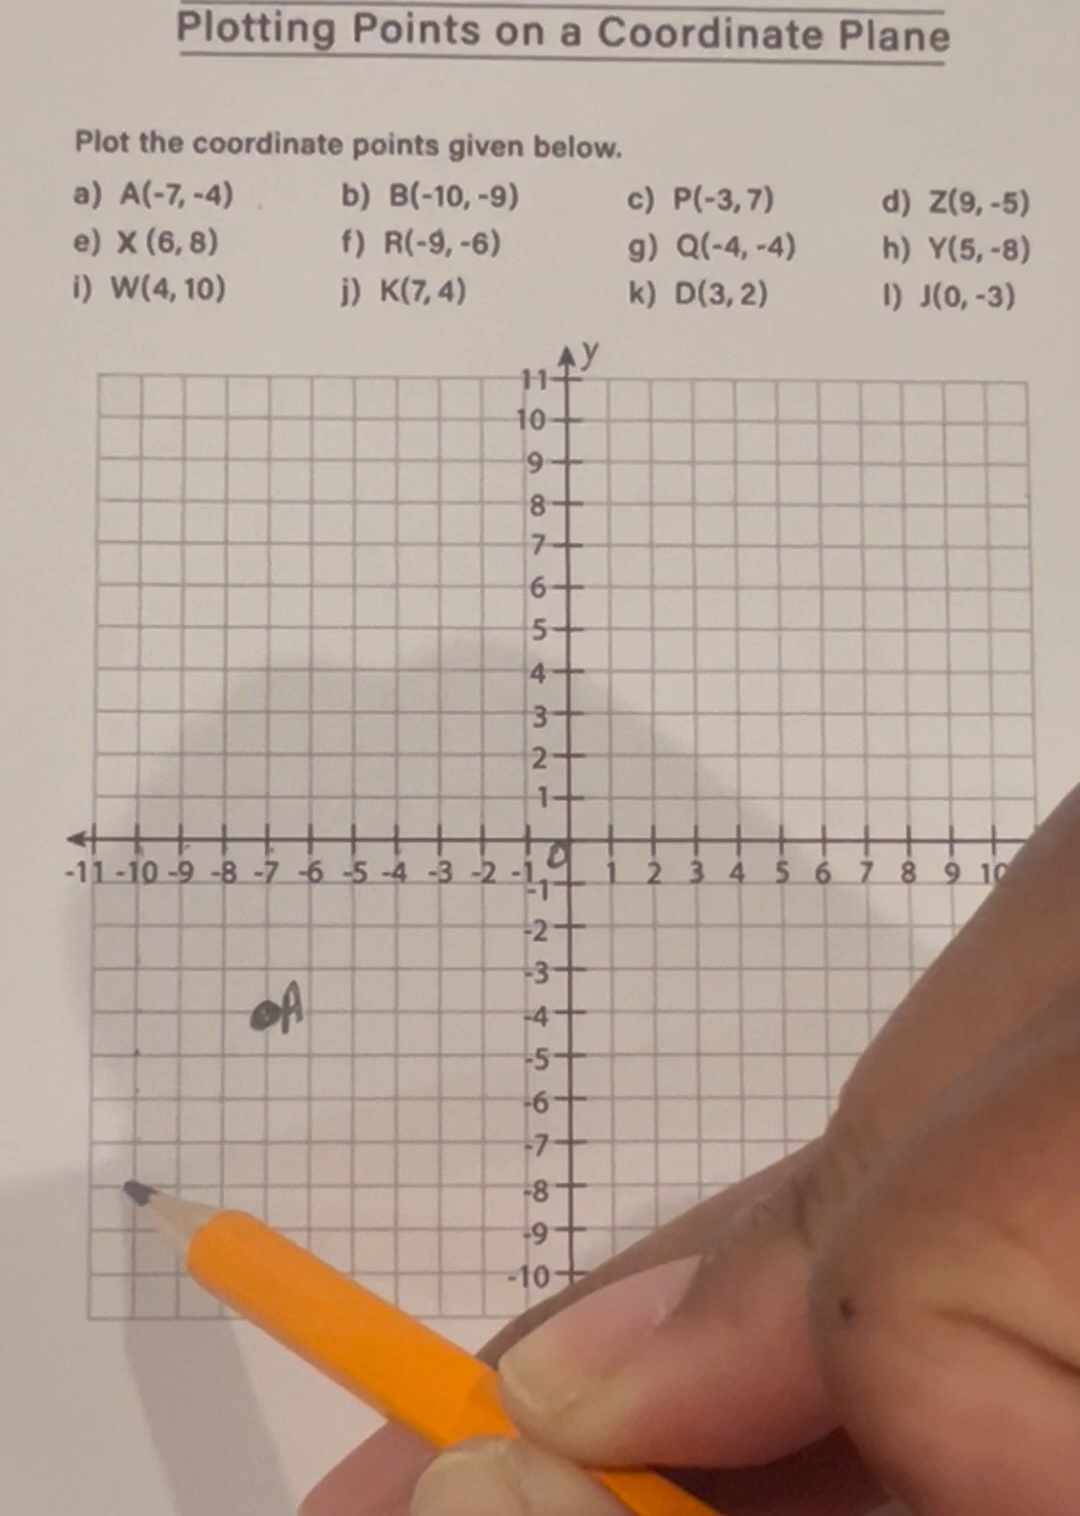 Plotting Points on a Coordinate Plane
Plot the coordinate points given below.
a) A(-7, -4) b) B(-10, -9) c) P(-3, 7) d) Z(9, -5)
e) X (6, 8) f) R(-9, -6) g) Q(-4, -4) h) Y(5, -8)
i) W(4, 10) j) K(7, 4) k) D(3, 2) l) J(0, -3)
y
11
10
9
8
7
6
5
4
3
2
1
0
-11 -10 -9 -8 -7 -6 -5 -4 -3 -2 -1 1 2 3 4 5 6 7 8 9 10
-1
-2
-3
A
-4
-5
-6
-7
-8
-9
-10